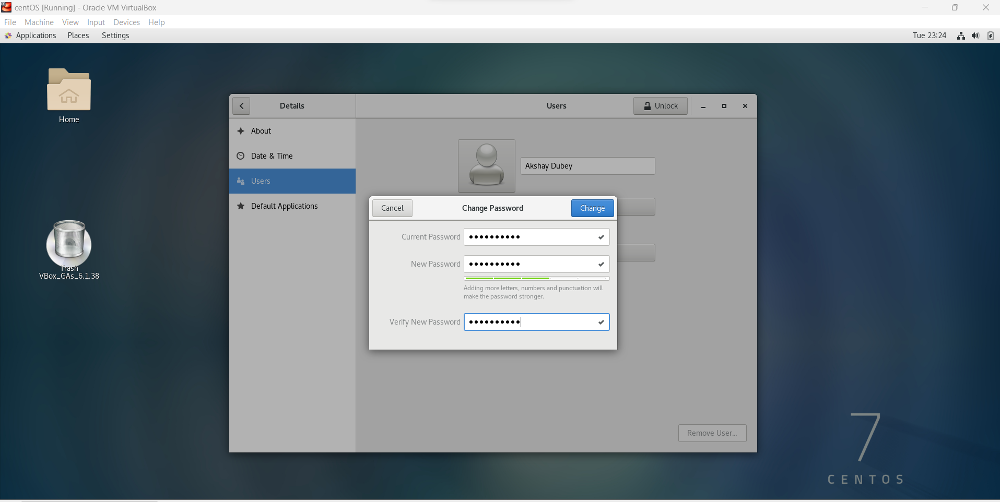 centOS [Running] - Oracle VM VirtualBox
File Machine View Input Devices Help
Applications Places Settings Tue 23:24
Home
Trash
VBox_GAs_6.1.38
Details Users Unlock
About
Date & Time
Users
Default Applications
Akshay Dubey
Cancel Change Password Change
Current Password ●●●●●●●●●●
New Password ●●●●●●●●●●
Adding more letters, numbers and punctuation will
make the password stronger.
Verify New Password ●●●●●●●●●●
Remove User...
7
CENTOS